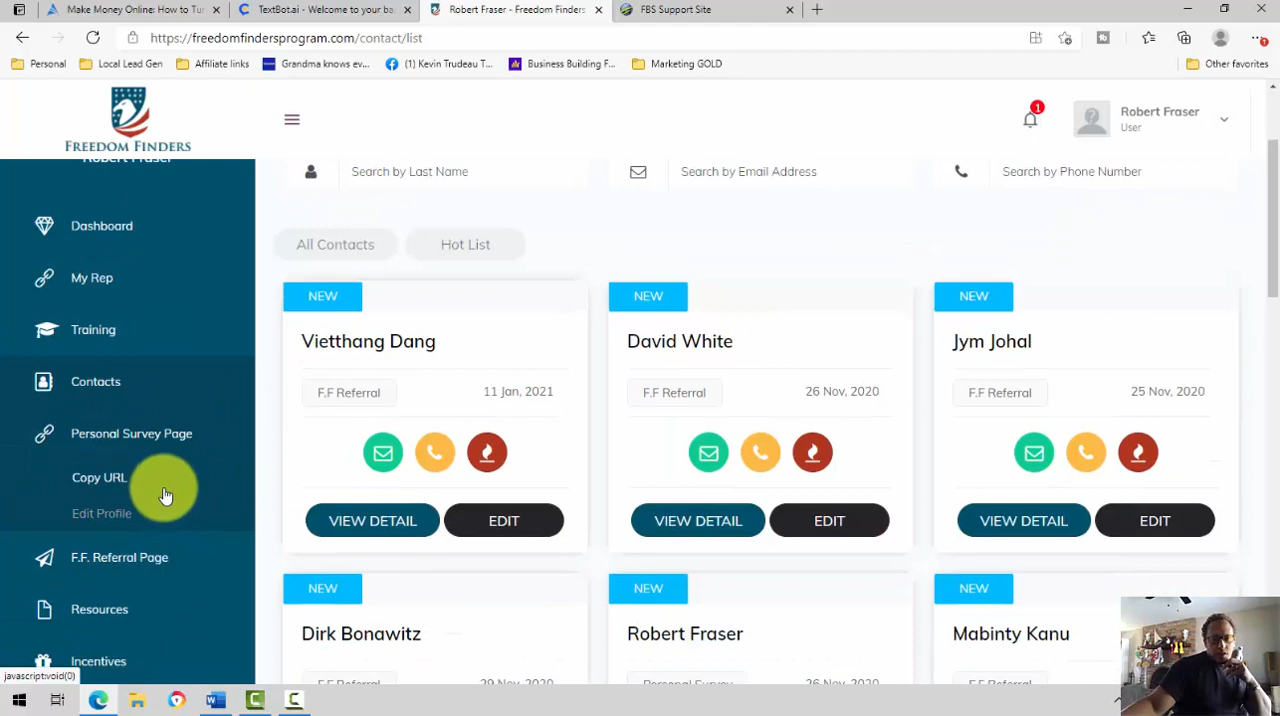 Make Money Online: How to Tu
TextBot.ai - Welcome to your ba
Robert Fraser - Freedom Finders
FBS Support Site
https://freedomfindersprogram.com/contact/list
Personal
Local Lead Gen
Affiliate links
Grandma knows ev...
(1) Kevin Trudeau T...
Business Building F...
Marketing GOLD
Other favorites
FREEDOM FINDERS
1
Robert Fraser
User
Robert Fraser
Search by Last Name
Search by Email Address
Search by Phone Number
Dashboard
My Rep
Training
Contacts
Personal Survey Page
Copy URL
Edit Profile
F.F. Referral Page
Resources
Incentives
All Contacts
Hot List
NEW
Vietthang Dang
F.F Referral
11 Jan, 2021
VIEW DETAIL
EDIT
NEW
David White
F.F Referral
26 Nov, 2020
VIEW DETAIL
EDIT
NEW
Jym Johal
F.F Referral
25 Nov, 2020
VIEW DETAIL
EDIT
NEW
Dirk Bonawitz
F.F Referral
29 Nov, 2020
NEW
Robert Fraser
Personal Survey
26 Nov, 2020
NEW
Mabinty Kanu
F.F Referral
javascript:void(0)